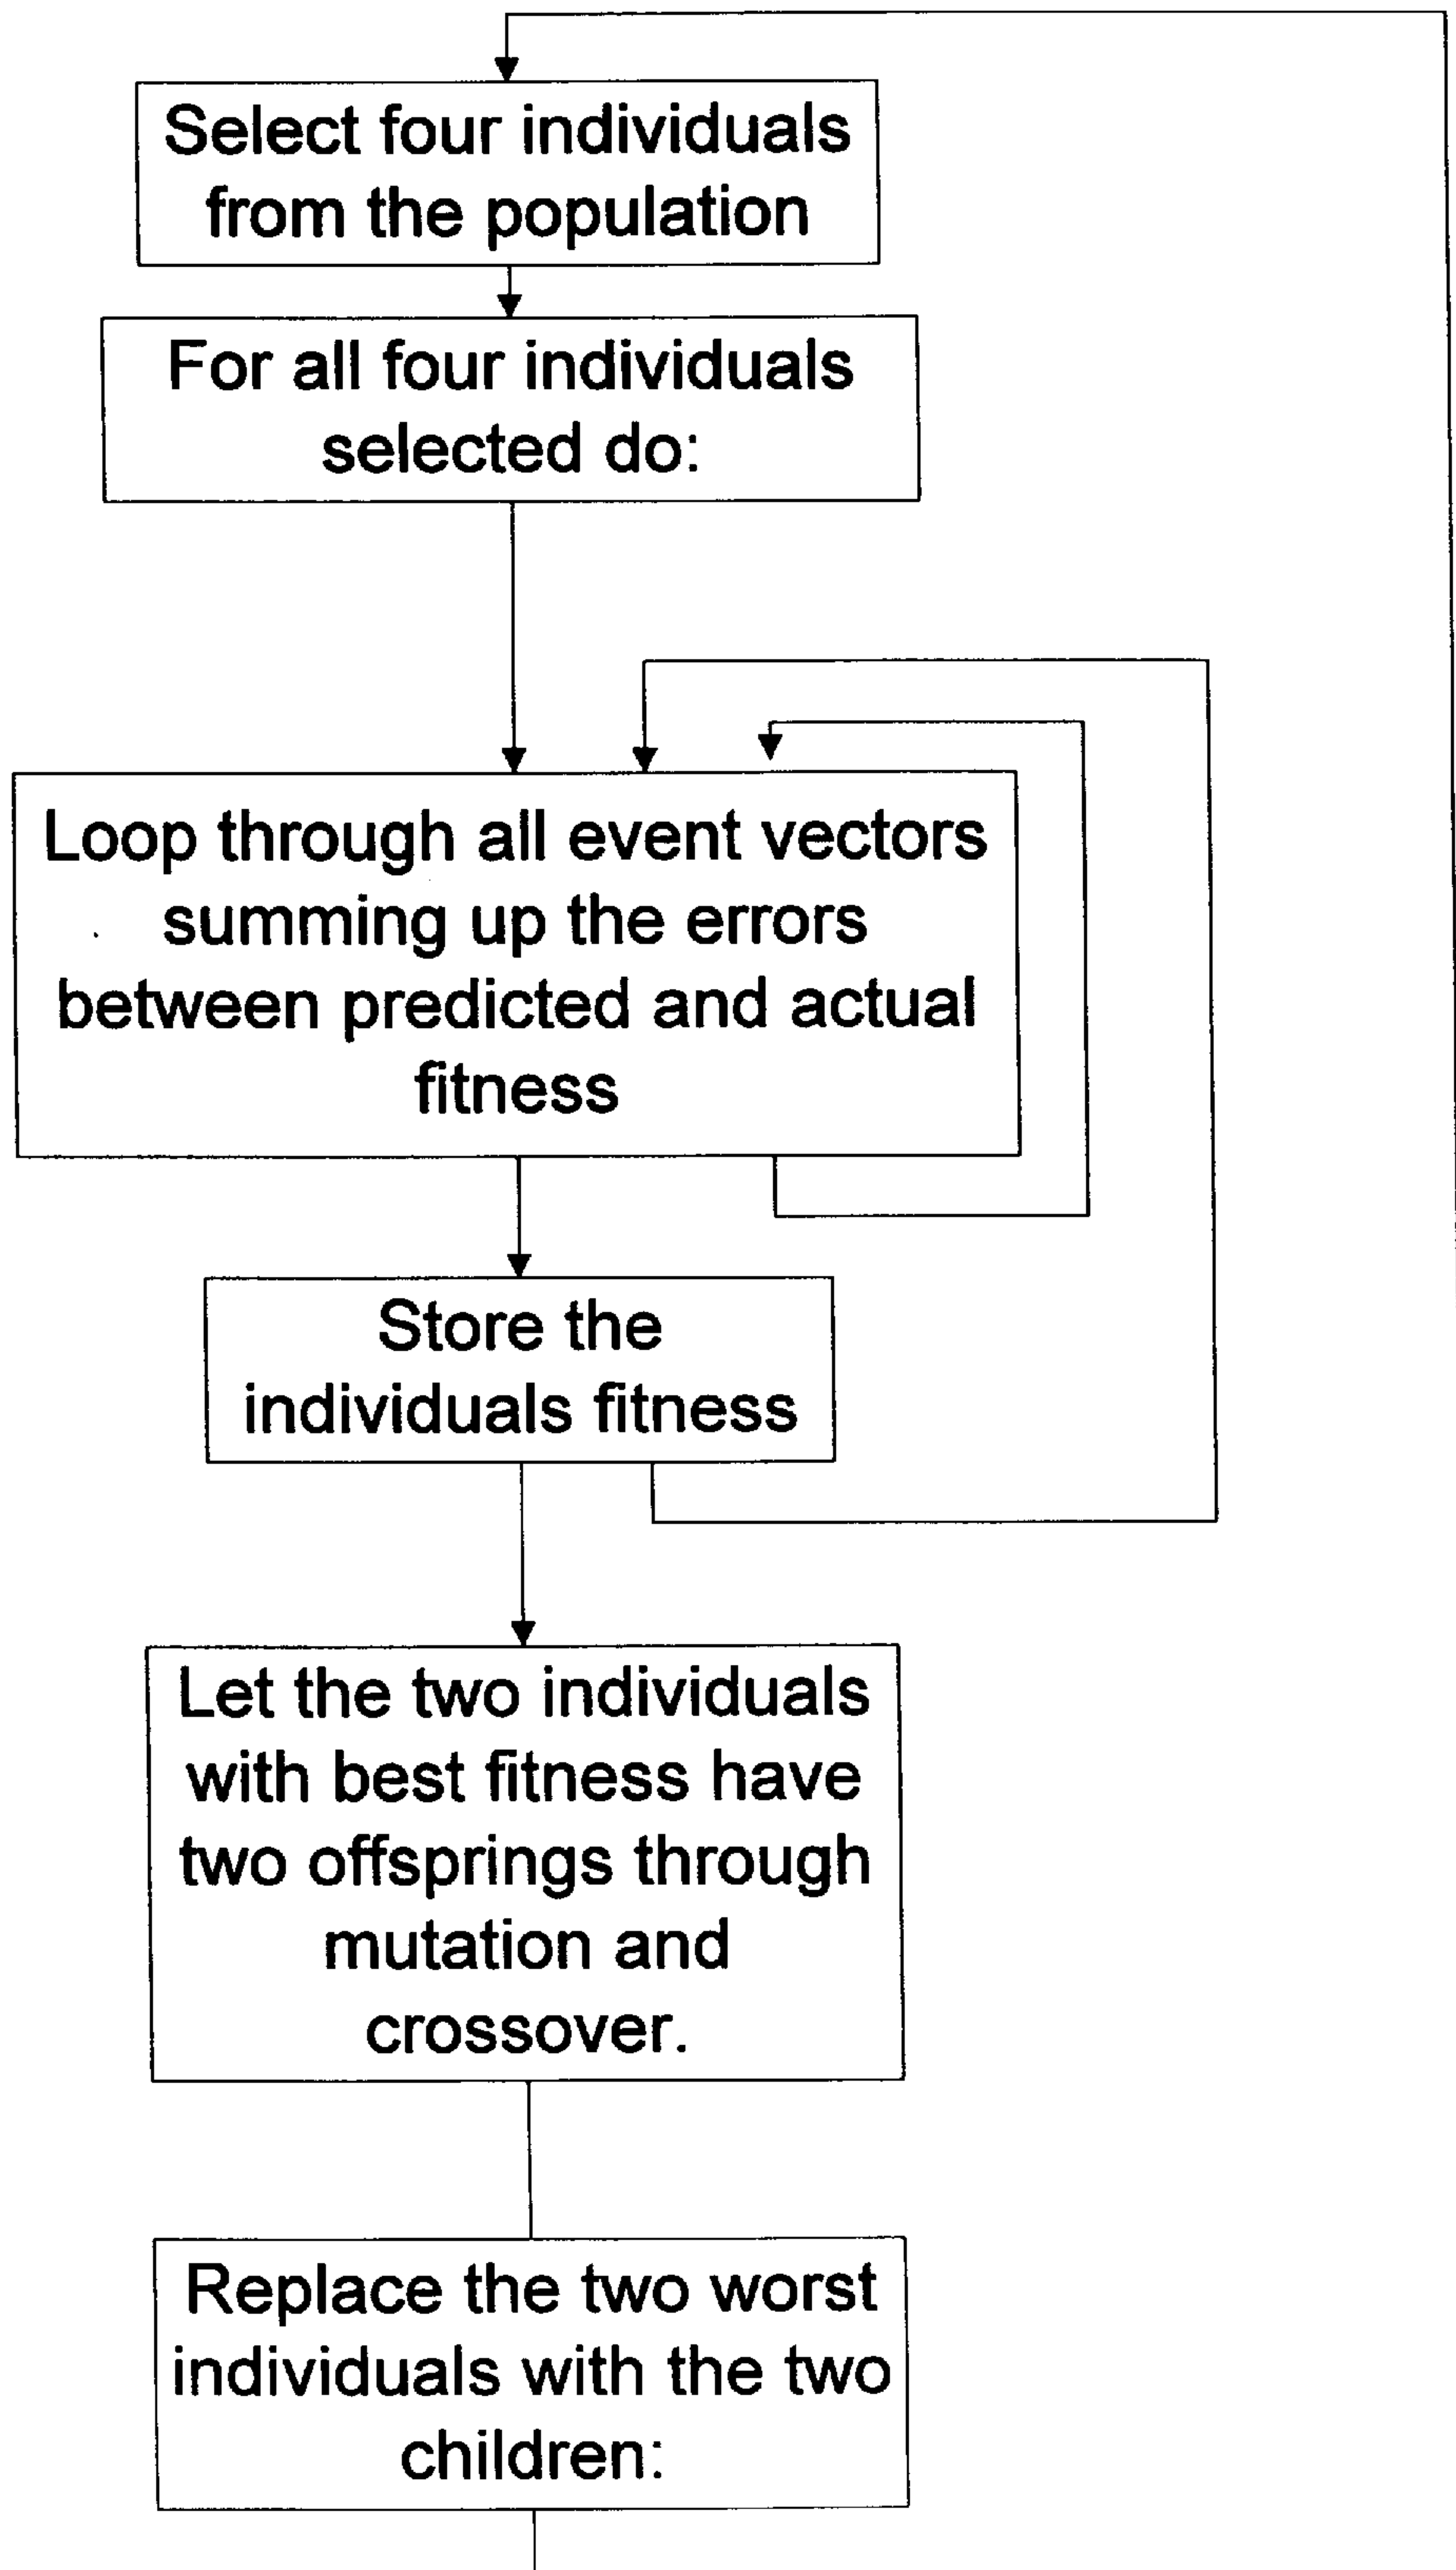 Select four individuals
from the population
For all four individuals
selected do:
Loop through all event vectors
summing up the errors
between predicted and actual
fitness
Store the
individuals fitness
Let the two individuals
with best fitness have
two offsprings through
mutation and
crossover.
Replace the two worst
individuals with the two
children: